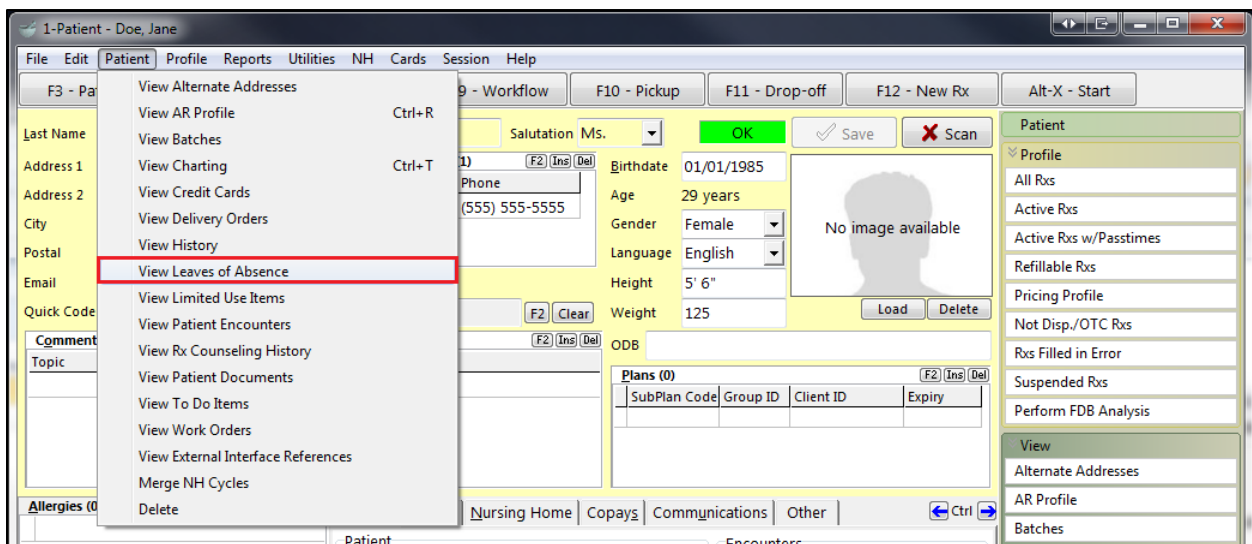 1-Patient - Doe, Jane
File Edit Patient Profile Reports Utilities NH Cards Session Help
F3 - Pa 9 - Workflow F10 - Pickup F11 - Drop-off F12 - New Rx Alt-X - Start
View Alternate Addresses
View AR Profile Ctrl+R
View Batches
View Charting Ctrl+T
View Credit Cards
View Delivery Orders
View History
View Leaves of Absence
View Limited Use Items
View Patient Encounters
View Rx Counseling History
View Patient Documents
View To Do Items
View Work Orders
View External Interface References
Merge NH Cycles
Delete
Last Name
Address 1
Address 2
City
Postal
Email
Quick Code
Comment
Topic
Allergies (0
Salutation Ms. OK Save Scan
1) F2 Ins Del
Phone
(555) 555-5555
F2 Clear
F2 Ins Del
Birthdate 01/01/1985
Age 29 years
Gender Female
Language English
Height 5' 6"
Weight 125
No image available
Load Delete
ODB
Plans (0) F2 Ins Del
SubPlan Code Group ID Client ID Expiry
Nursing Home Copays Communications Other Ctrl
Patient Encounters
Patient
Profile
All Rxs
Active Rxs
Active Rxs w/Passtimes
Refillable Rxs
Pricing Profile
Not Disp./OTC Rxs
Rxs Filled in Error
Suspended Rxs
Perform FDB Analysis
View
Alternate Addresses
AR Profile
Batches